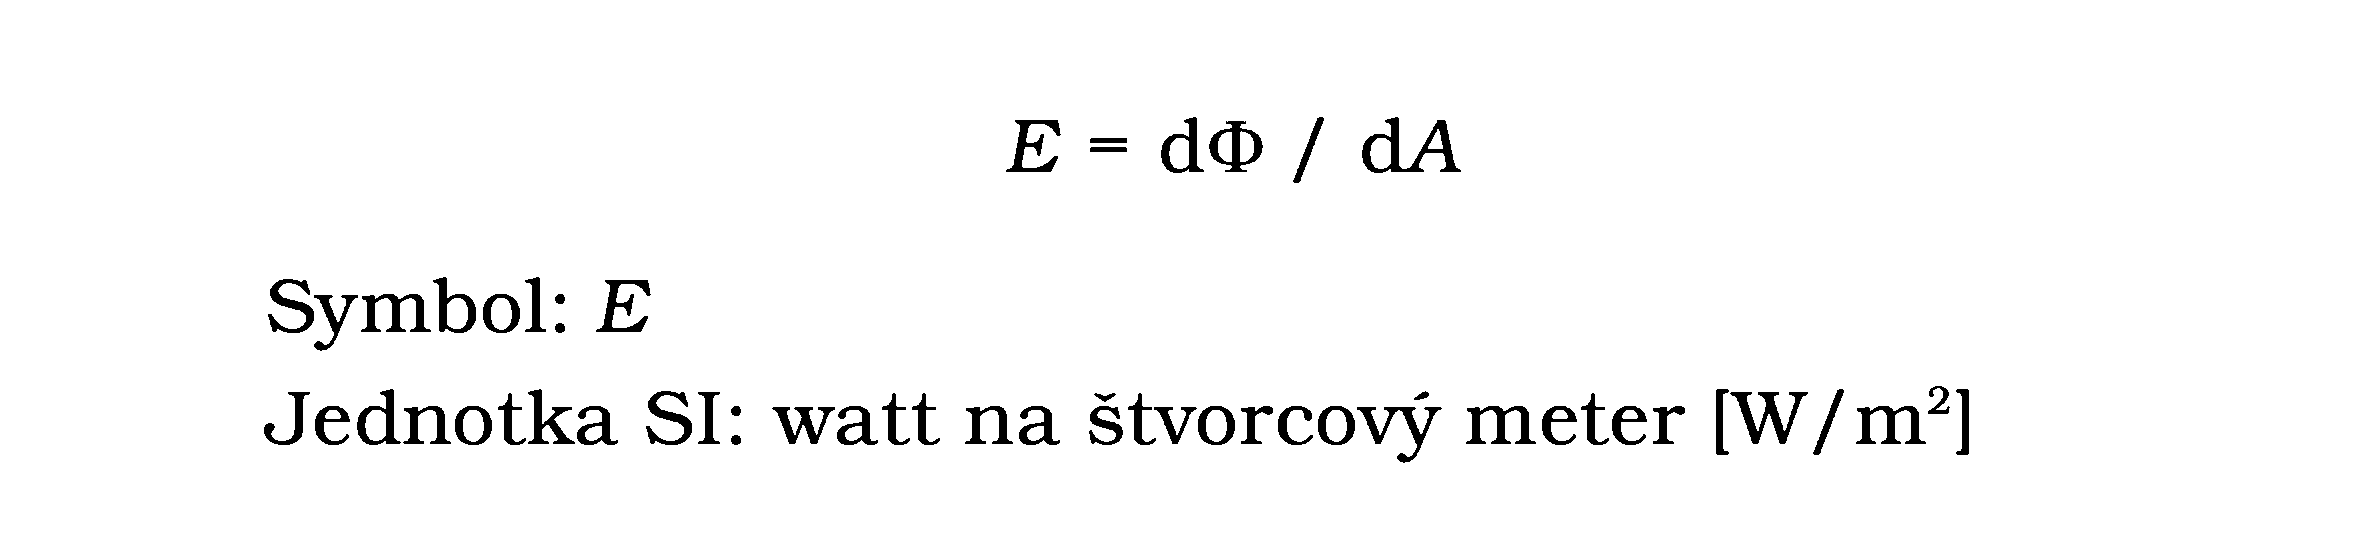 E = dΦ / dA
Symbol: E
Jednotka SI: watt na štvorcový meter [W/m²]